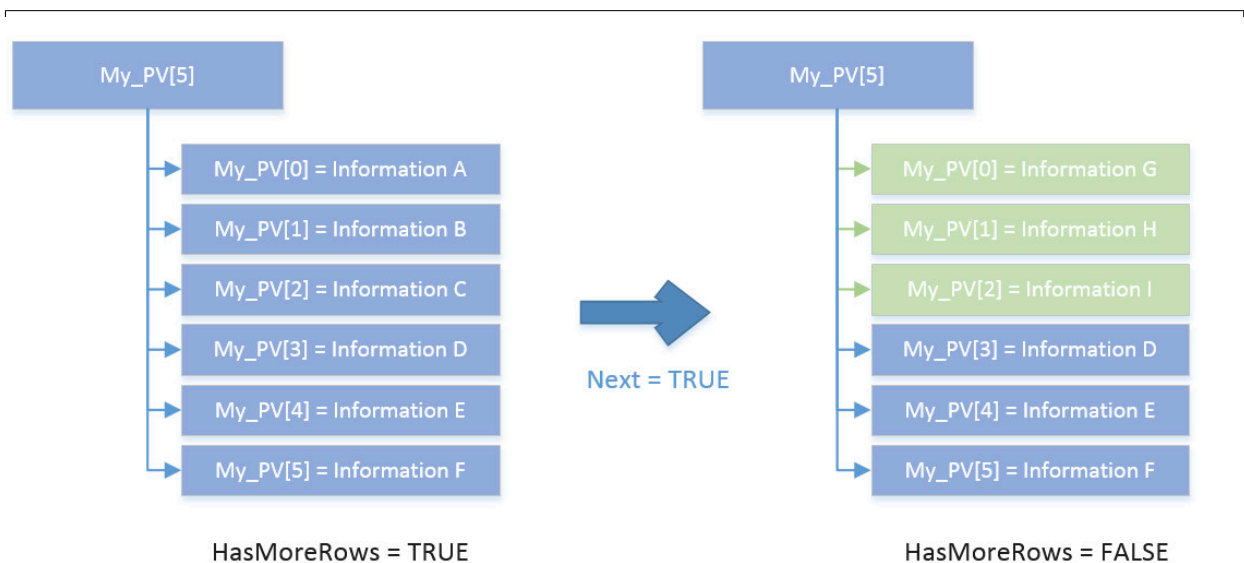 My_PV[5]
My_PV[0] = Information A
My_PV[1] = Information B
My_PV[2] = Information C
My_PV[3] = Information D
My_PV[4] = Information E
My_PV[5] = Information F
HasMoreRows = TRUE
Next = TRUE
My_PV[5]
My_PV[0] = Information G
My_PV[1] = Information H
My_PV[2] = Information I
My_PV[3] = Information D
My_PV[4] = Information E
My_PV[5] = Information F
HasMoreRows = FALSE